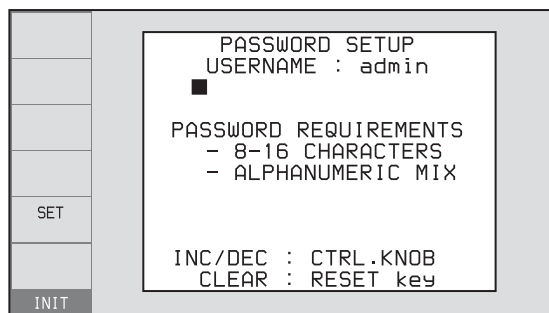 PASSWORD SETUP
USERNAME : admin
PASSWORD REQUIREMENTS
- 8-16 CHARACTERS
- ALPHANUMERIC MIX
SET
INC/DEC : CTRL.KNOB
CLEAR : RESET key
INIT